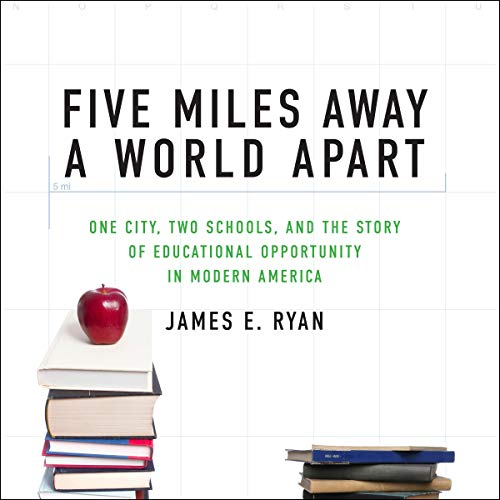 N O P Q R S T U
FIVE MILES AWAY
A WORLD APART
5 mi
ONE CITY, TWO SCHOOLS, AND THE STORY
OF EDUCATIONAL OPPORTUNITY
IN MODERN AMERICA
JAMES E. RYAN